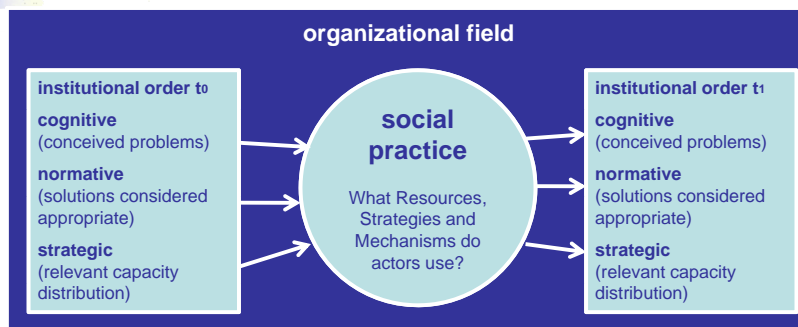 organizational field
institutional order t0
cognitive
(conceived problems)
normative
(solutions considered
appropriate)
strategic
(relevant capacity
distribution)
social
practice
What Resources,
Strategies and
Mechanisms do
actors use?
institutional order t1
cognitive
(conceived problems)
normative
(solutions considered
appropriate)
strategic
(relevant capacity
distribution)